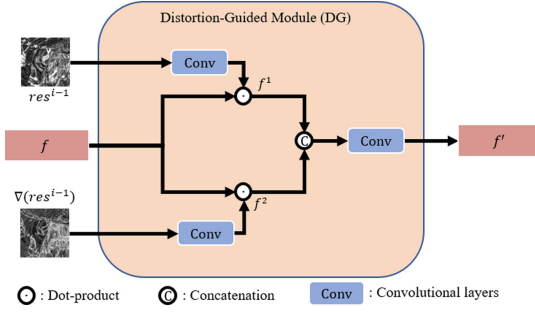 Distortion-Guided Module (DG)
Conv
res^{i−1}
f^1
f
C
Conv
f′
∇(res^{i−1})
f^2
Conv
: Dot-product
C : Concatenation
Conv : Convolutional layers